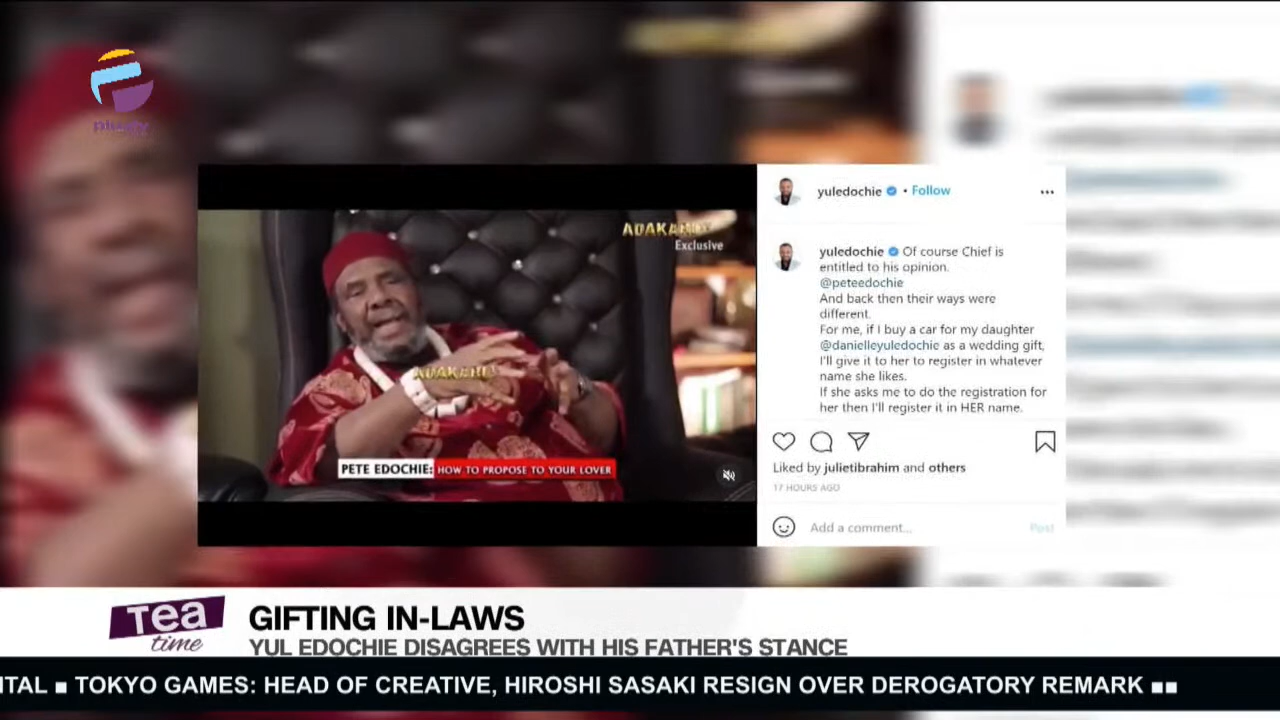 ADAKARL
Exclusive
PETE EDOCHIE: HOW TO PROPOSE TO YOUR LOVER
yuledochie • Follow
yuledochie Of course Chief is
entitled to his opinion.
@peteedochie
And back then their ways were
different.
For me, if I buy a car for my daughter
@danielleyuledochie as a wedding gift,
I'll give it to her to register in whatever
name she likes.
If she asks me to do the registration for
her then I'll register it in HER name.
Liked by julietibrahim and others
17 HOURS AGO
Add a comment...
Post
Tea
time
GIFTING IN-LAWS
YUL EDOCHIE DISAGREES WITH HIS FATHER'S STANCE
ITAL ■ TOKYO GAMES: HEAD OF CREATIVE, HIROSHI SASAKI RESIGN OVER DEROGATORY REMARK ■■